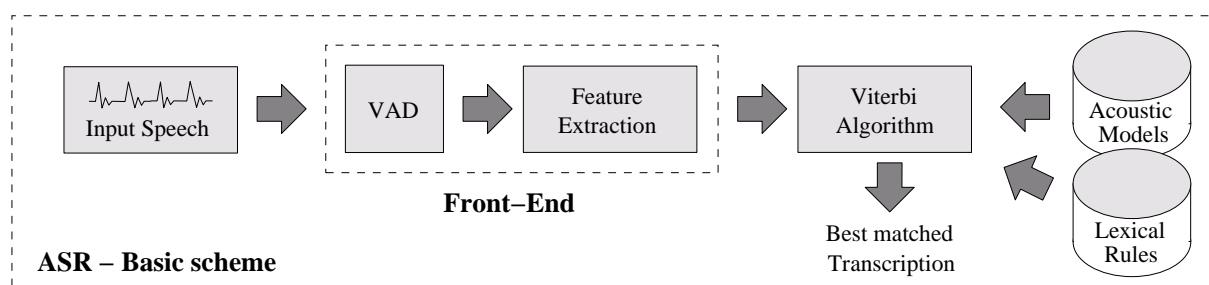 Input Speech
VAD
Feature
Extraction
Viterbi
Algorithm
Acoustic
Models
Lexical
Rules
Front–End
Best matched
Transcription
ASR – Basic scheme